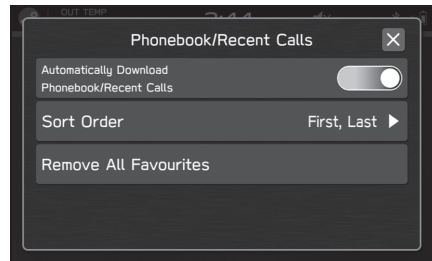 OUT TEMP
Phonebook/Recent Calls
Automatically Download
Phonebook/Recent Calls
Sort Order First, Last
Remove All Favourites